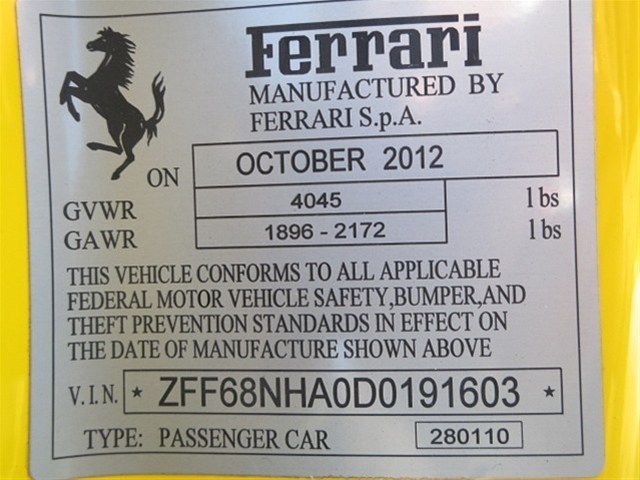 Ferrari
MANUFACTURED BY
FERRARI S.p.A.
ON OCTOBER 2012
GVWR 4045 lbs
GAWR 1896 - 2172 lbs
THIS VEHICLE CONFORMS TO ALL APPLICABLE
FEDERAL MOTOR VEHICLE SAFETY,BUMPER,AND
THEFT PREVENTION STANDARDS IN EFFECT ON
THE DATE OF MANUFACTURE SHOWN ABOVE
V.I.N. * ZFF68NHA0D0191603 *
TYPE: PASSENGER CAR 280110